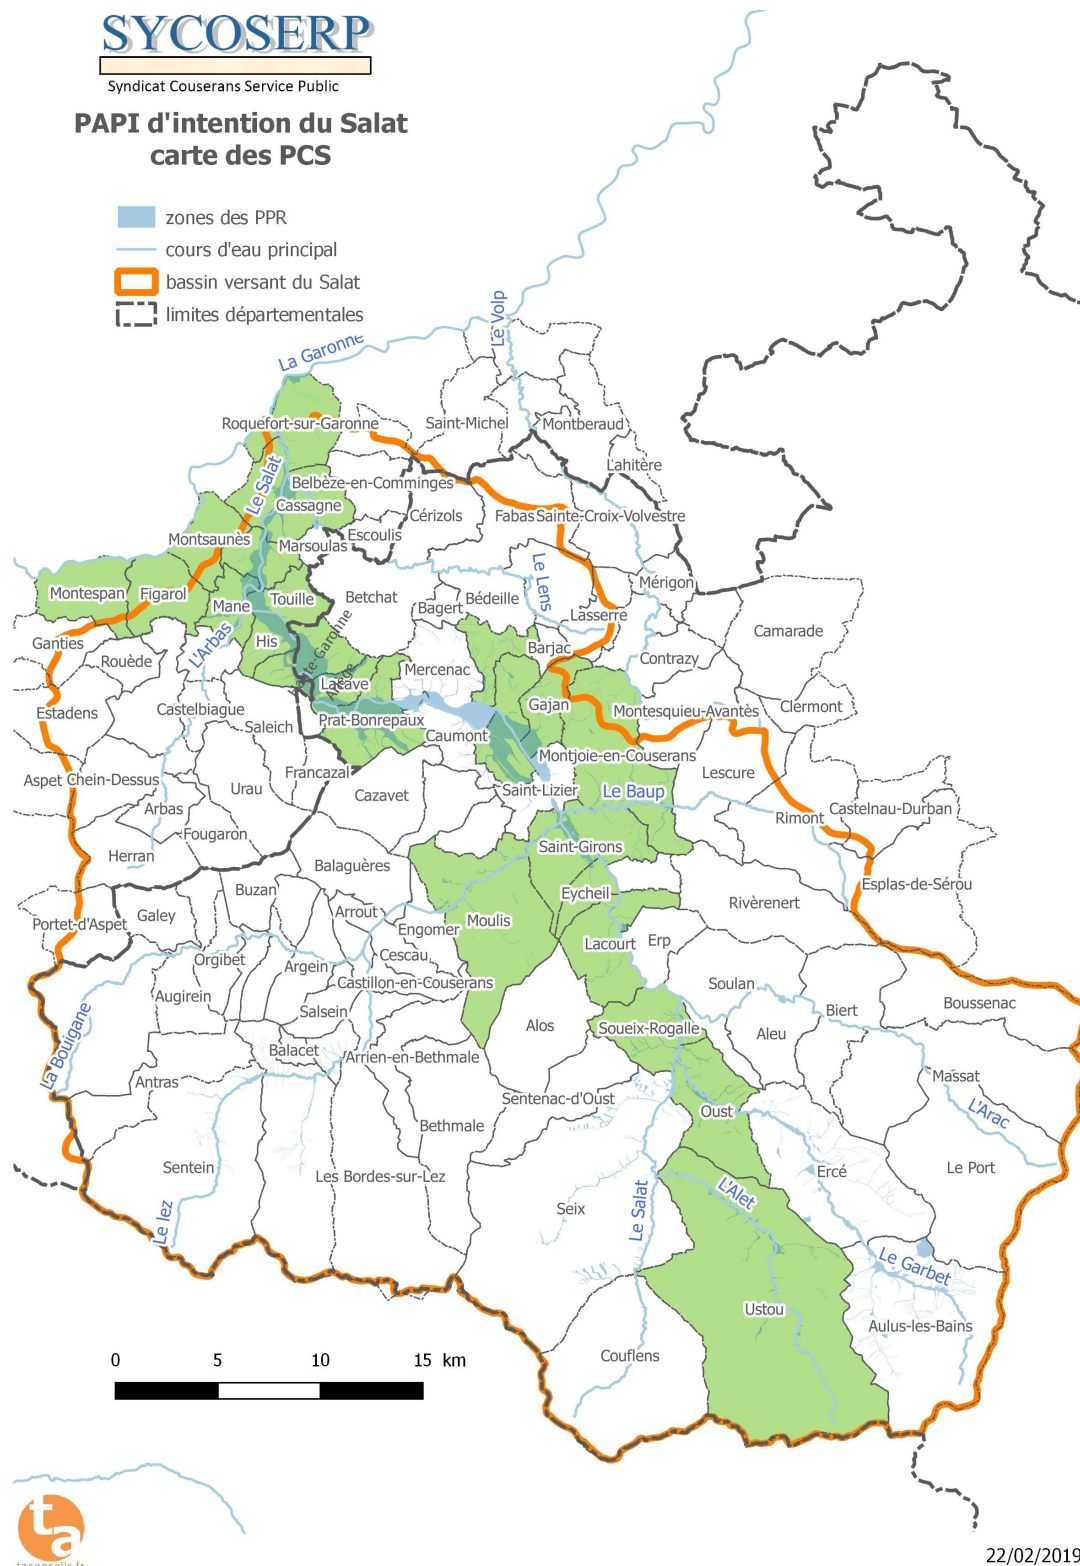 SYCOSERP
Syndicat Couserans Service Public
PAPI d'intention du Salat
carte des PCS
zones des PPR
cours d'eau principal
bassin versant du Salat
limites départementales
Le Volp
La Garonne
Roquefort-sur-Garonne
Saint-Michel
Montberaud
Lahitère
Le Salat
Belbèze-en-Comminges
Cassagne
Cérizols
Fabas
Sainte-Croix-Volvestre
Escoulis
Montsaunès
Marsoulas
Le Lens
Mérigon
Montespan
Figarol
Mane
Touille
Betchat
Bagert
Bédeille
Lasserre
Camarade
Ganties
L'Arbas
His
Haute-Garonne
Ariège
Barjac
Rouède
Contrazy
Mercenac
Lacave
Estadens
Castelbiague
Saleich
Prat-Bonrepaux
Caumont
Gajan
Montesquieu-Avantès
Clermont
Montjoie-en-Couserans
Aspet
Chein-Dessus
Urau
Francazal
Cazavet
Saint-Lizier
Le Baup
Lescure
Arbas
Rimont
Castelnau-Durban
Fougaron
Herran
Saint-Girons
Balaguères
Buzan
Eycheil
Esplas-de-Sérou
Rivèrenert
Portet-d'Aspet
Galey
Arrout
Moulis
Engomer
Lacourt
Erp
Orgibet
Argein
Cescau
Castillon-en-Couserans
Augirein
Soulan
Boussenac
Salsein
Biert
Alos
Soueix-Rogalle
Aleu
La Bouigane
Balacet
Arrien-en-Bethmale
Antras
Massat
Sentenac-d'Oust
Oust
L'Arac
Bethmale
Sentein
Les Bordes-sur-Lez
Ercé
Le Port
L'Alet
Seix
Le Salat
Le lez
Le Garbet
Ustou
Aulus-les-Bains
Couflens
0 5 10 15 km
ta
taconseils.fr
22/02/2019